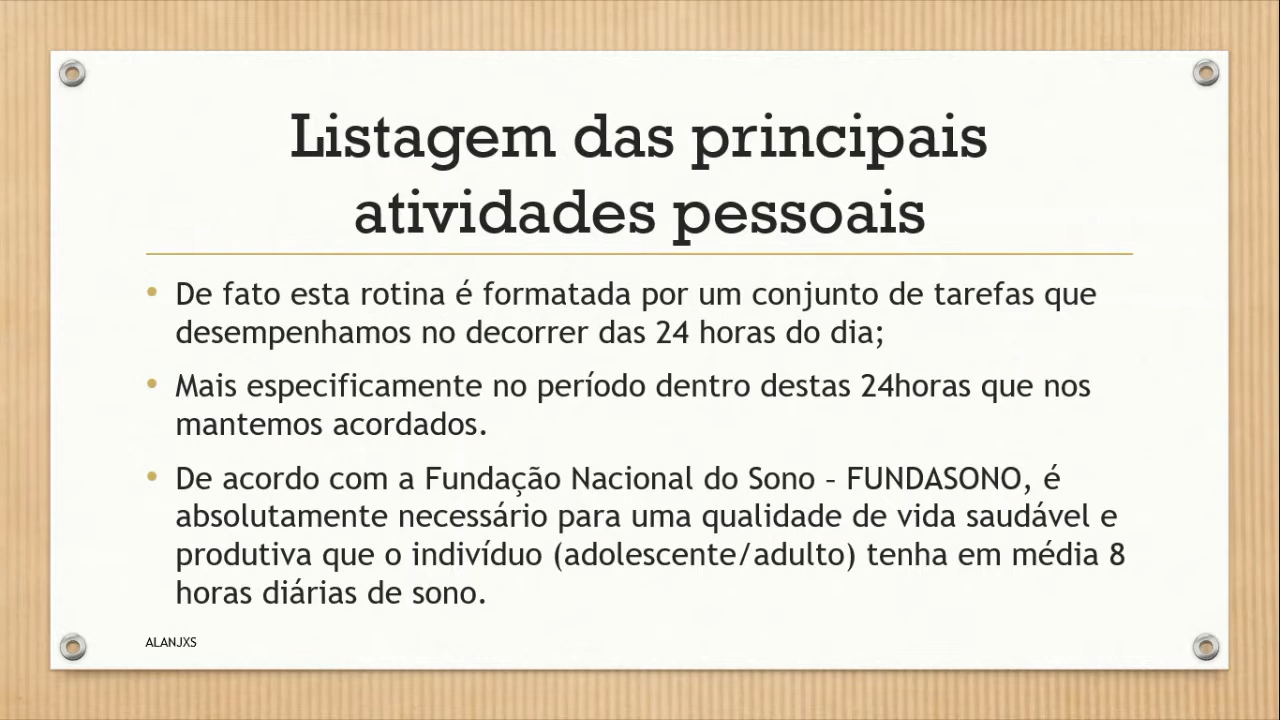 Listagem das principais
atividades pessoais
• De fato esta rotina é formatada por um conjunto de tarefas que
desempenhamos no decorrer das 24 horas do dia;
• Mais especificamente no período dentro destas 24horas que nos
mantemos acordados.
• De acordo com a Fundação Nacional do Sono – FUNDASONO, é
absolutamente necessário para uma qualidade de vida saudável e
produtiva que o indivíduo (adolescente/adulto) tenha em média 8
horas diárias de sono.
ALANJXS